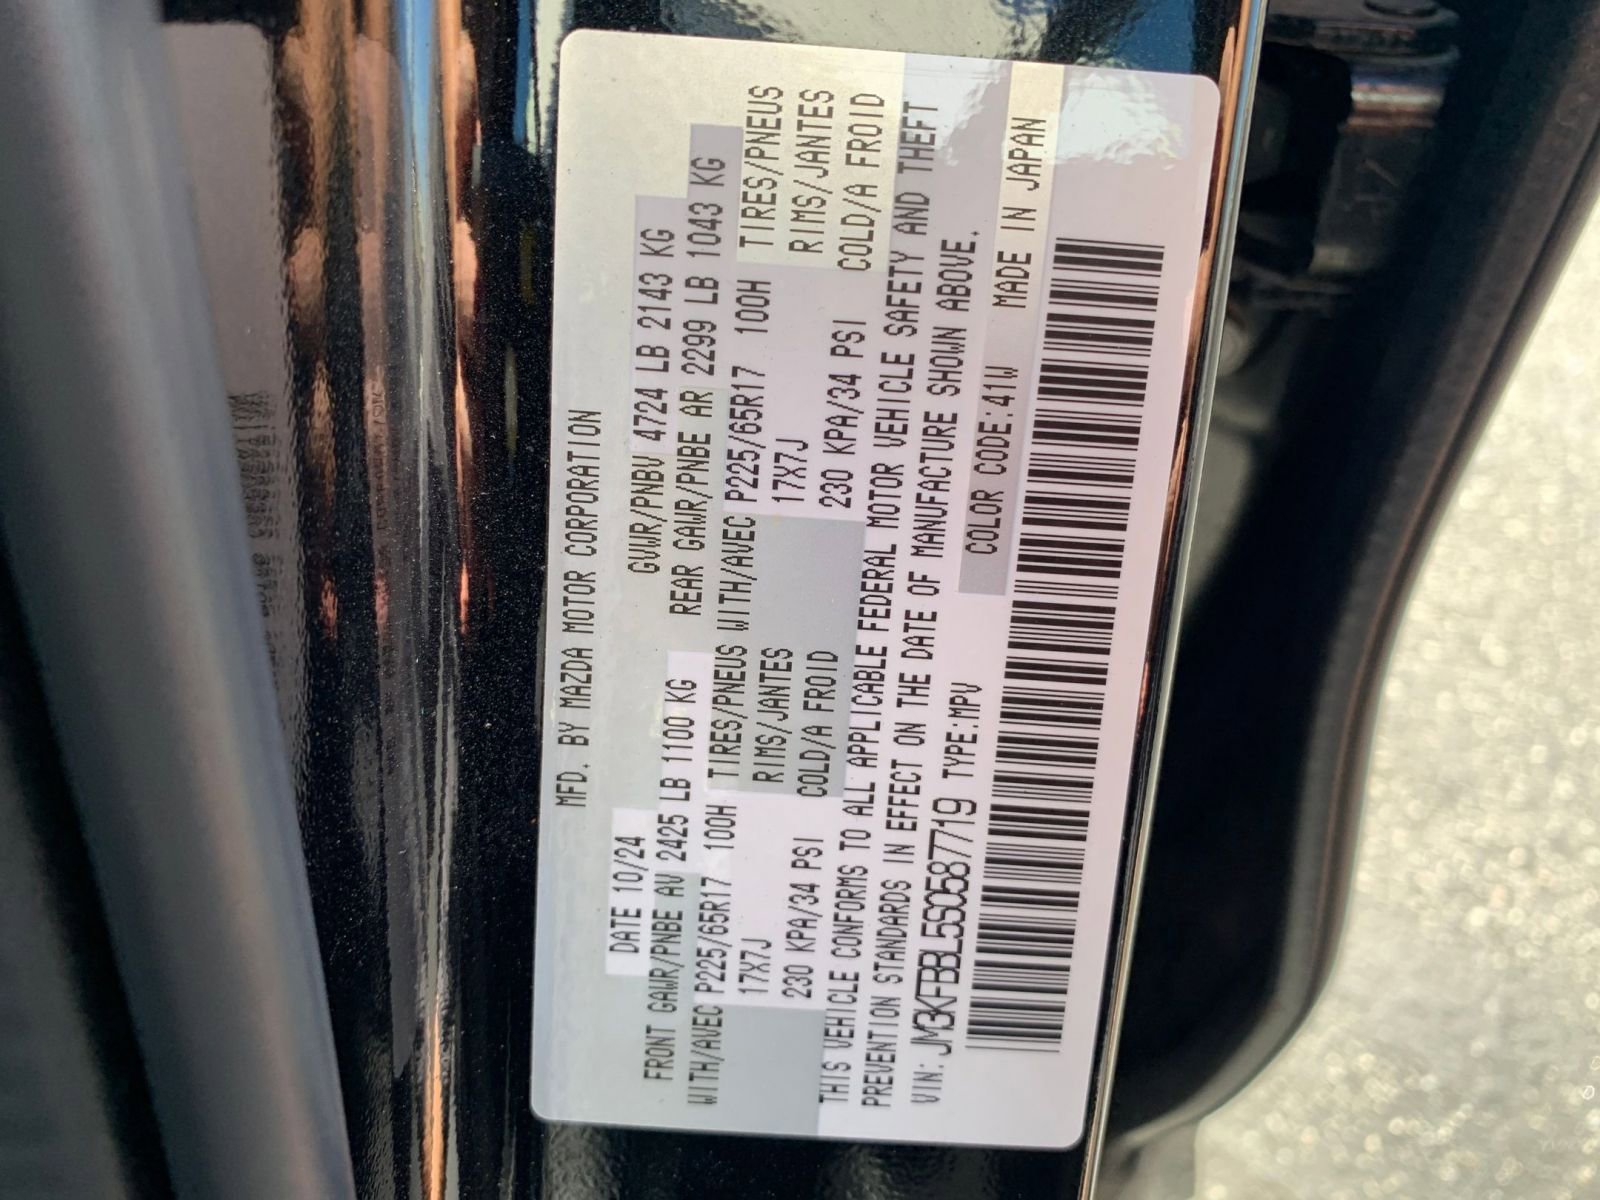 MFD. BY MAZDA MOTOR CORPORATION
DATE 10/24 GVWR/PNBV 4724 LB 2143 KG
FRONT GAWR/PNBE AV 2425 LB 1100 KG REAR GAWR/PNBE AR 2299 LB 1043 KG
WITH/AVEC P225/65R17 100H TIRES/PNEUS WITH/AVEC P225/65R17 100H TIRES/PNEUS
17X7J RIMS/JANTES 17X7J RIMS/JANTES
230 KPA/34 PSI COLD/A FROID 230 KPA/34 PSI COLD/A FROID
THIS VEHICLE CONFORMS TO ALL APPLICABLE FEDERAL MOTOR VEHICLE SAFETY AND THEFT
PREVENTION STANDARDS IN EFFECT ON THE DATE OF MANUFACTURE SHOWN ABOVE.
VIN: JM3KFBBL5S0587719 TYPE:MPV COLOR CODE:41W MADE IN JAPAN